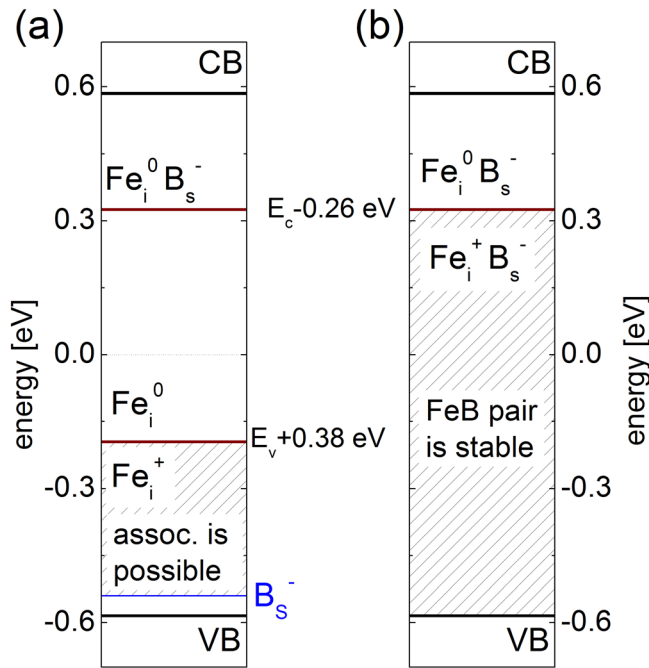 (a)
(b)
CB
CB
0.6
0.6
Fe_i^0 B_s^-
Fe_i^0 B_s^-
E_c-0.26 eV
0.3
0.3
Fe_i^+ B_s^-
energy [eV]
0.0
0.0
energy [eV]
Fe_i^0
FeB pair
is stable
E_v+0.38 eV
-0.3
-0.3
Fe_i^+
assoc. is
possible
B_S^-
-0.6
-0.6
VB
VB